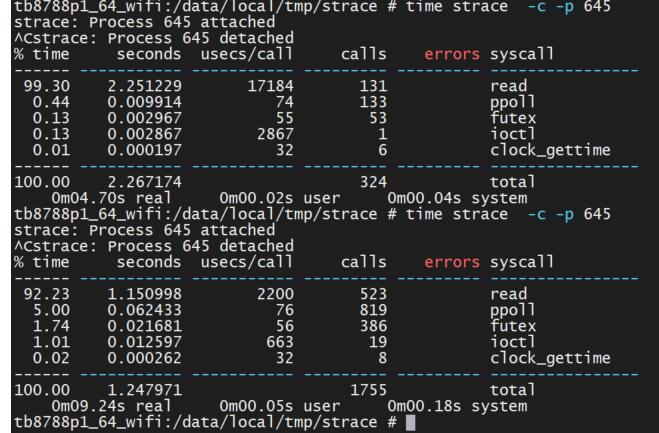 tb8788p1_64_wifi:/data/local/tmp/strace # time strace  -c -p 645
strace: Process 645 attached
^Cstrace: Process 645 detached
% time     seconds  usecs/call     calls    errors syscall
------ ----------- ----------- --------- --------- ----------------
 99.30    2.251229       17184       131           read
  0.44    0.009914          74       133           ppoll
  0.13    0.002967          55        53           futex
  0.13    0.002867        2867         1           ioctl
  0.01    0.000197          32         6           clock_gettime
------ ----------- ----------- --------- --------- ----------------
100.00    2.267174                   324           total
    0m04.70s real     0m00.02s user     0m00.04s system
tb8788p1_64_wifi:/data/local/tmp/strace # time strace  -c -p 645
strace: Process 645 attached
^Cstrace: Process 645 detached
% time     seconds  usecs/call     calls    errors syscall
------ ----------- ----------- --------- --------- ----------------
 92.23    1.150998        2200       523           read
  5.00    0.062433          76       819           ppoll
  1.74    0.021681          56       386           futex
  1.01    0.012597         663        19           ioctl
  0.02    0.000262          32         8           clock_gettime
------ ----------- ----------- --------- --------- ----------------
100.00    1.247971                  1755           total
    0m09.24s real     0m00.05s user     0m00.18s system
tb8788p1_64_wifi:/data/local/tmp/strace #